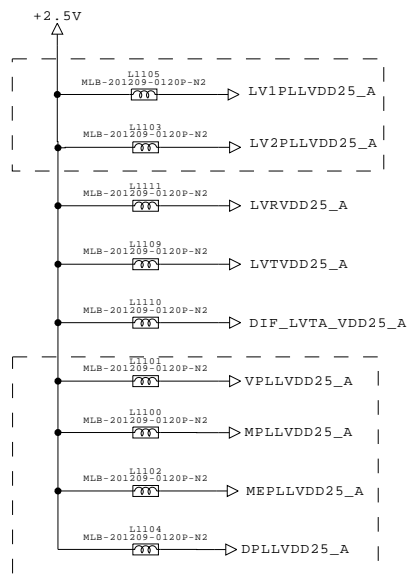 +2.5V
L1105
MLB-201209-0120P-N2
LV1PLLVDD25_A
L1103
MLB-201209-0120P-N2
LV2PLLVDD25_A
L1111
MLB-201209-0120P-N2
LVRVDD25_A
L1109
MLB-201209-0120P-N2
LVTVDD25_A
L1110
MLB-201209-0120P-N2
DIF_LVTA_VDD25_A
L1101
MLB-201209-0120P-N2
VPLLVDD25_A
L1100
MLB-201209-0120P-N2
MPLLVDD25_A
L1102
MLB-201209-0120P-N2
MEPLLVDD25_A
L1104
MLB-201209-0120P-N2
DPLLVDD25_A